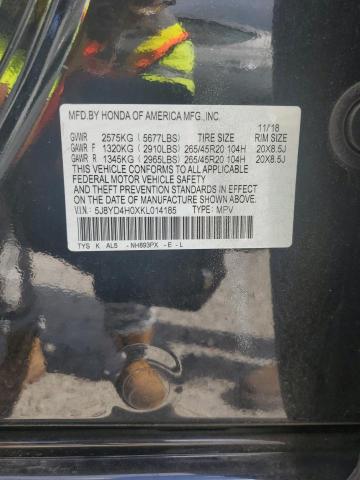 MFD.BY HONDA OF AMERICA MFG.,INC.
11/18
GVWR 2575KG ( 5677LBS) TIRE SIZE RIM SIZE
GAWR F 1320KG ( 2910LBS) 265/45R20 104H 20X8.5J
GAWR R 1345KG ( 2965LBS) 265/45R20 104H 20X8.5J
THIS VEHICLE CONFORMS TO ALL APPLICABLE
FEDERAL MOTOR VEHICLE SAFETY
AND THEFT PREVENTION STANDARDS IN EFFECT ON
THE DATE OF MANUFACTURE SHOWN ABOVE.
V.I.N.: 5J8YD4H0XKL014185 TYPE: MPV
TYS K AL5 - NH893PX - E - L